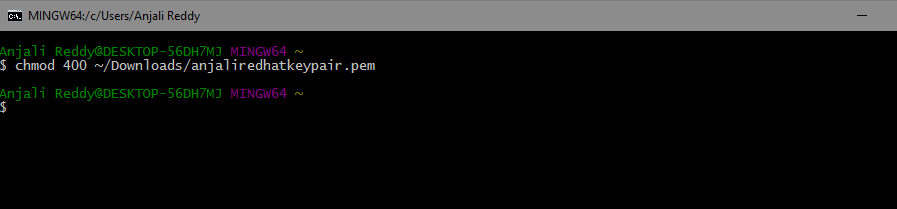 MINGW64:/c/Users/Anjali Reddy
Anjali Reddy@DESKTOP-56DH7MJ MINGW64 ~
$ chmod 400 ~/Downloads/anjaliredhatkeypair.pem
Anjali Reddy@DESKTOP-56DH7MJ MINGW64 ~
$